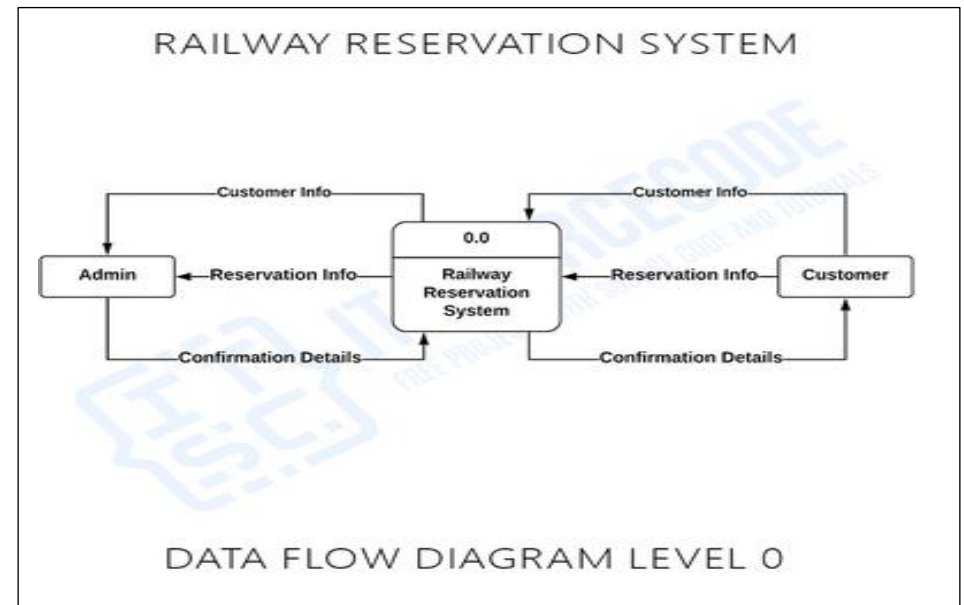 RAILWAY RESERVATION SYSTEM
Customer Info
Customer Info
0.0
Admin
Reservation Info
Railway
Reservation
System
Reservation Info
Customer
Confirmation Details
Confirmation Details
DATA FLOW DIAGRAM LEVEL 0